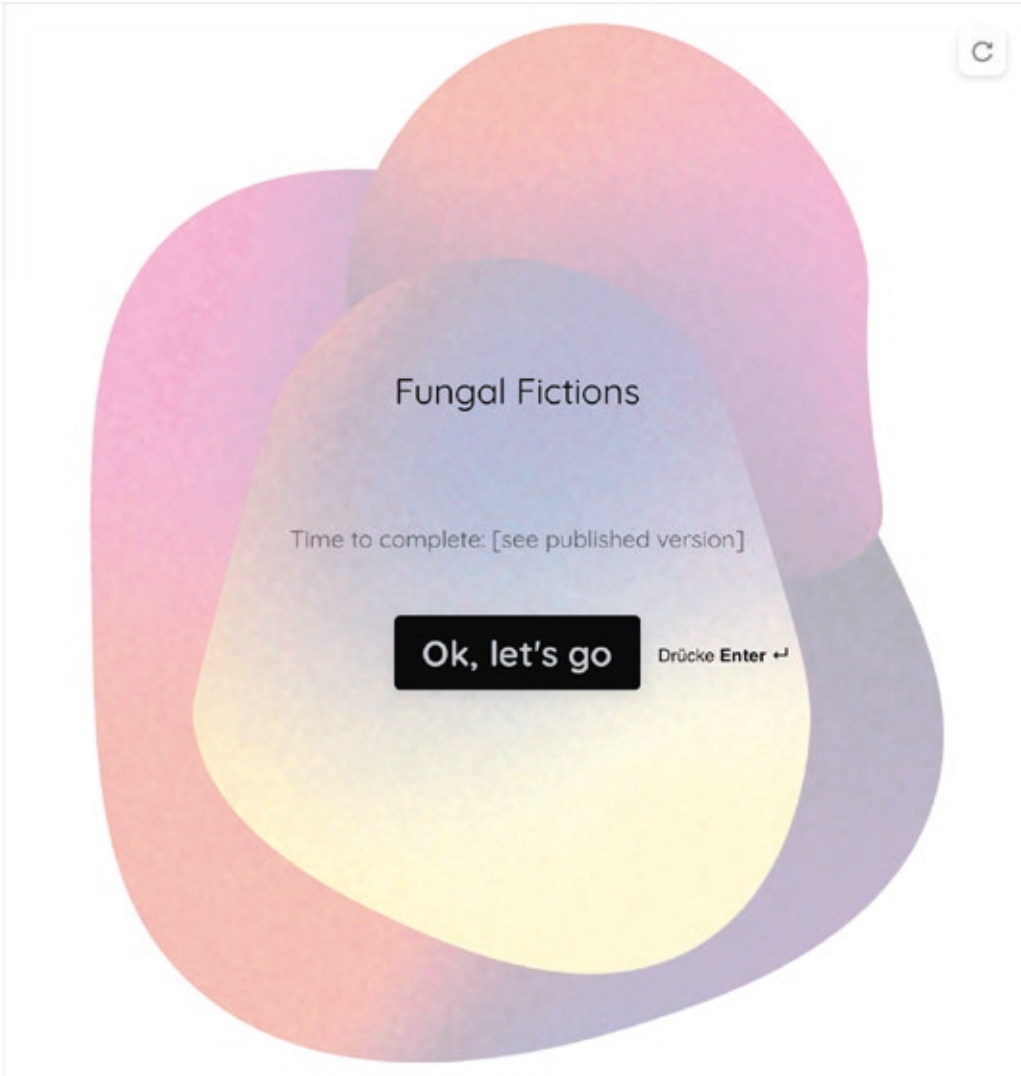 Fungal Fictions
Time to complete: [see published version]
Ok, let's go
Drücke Enter ↵